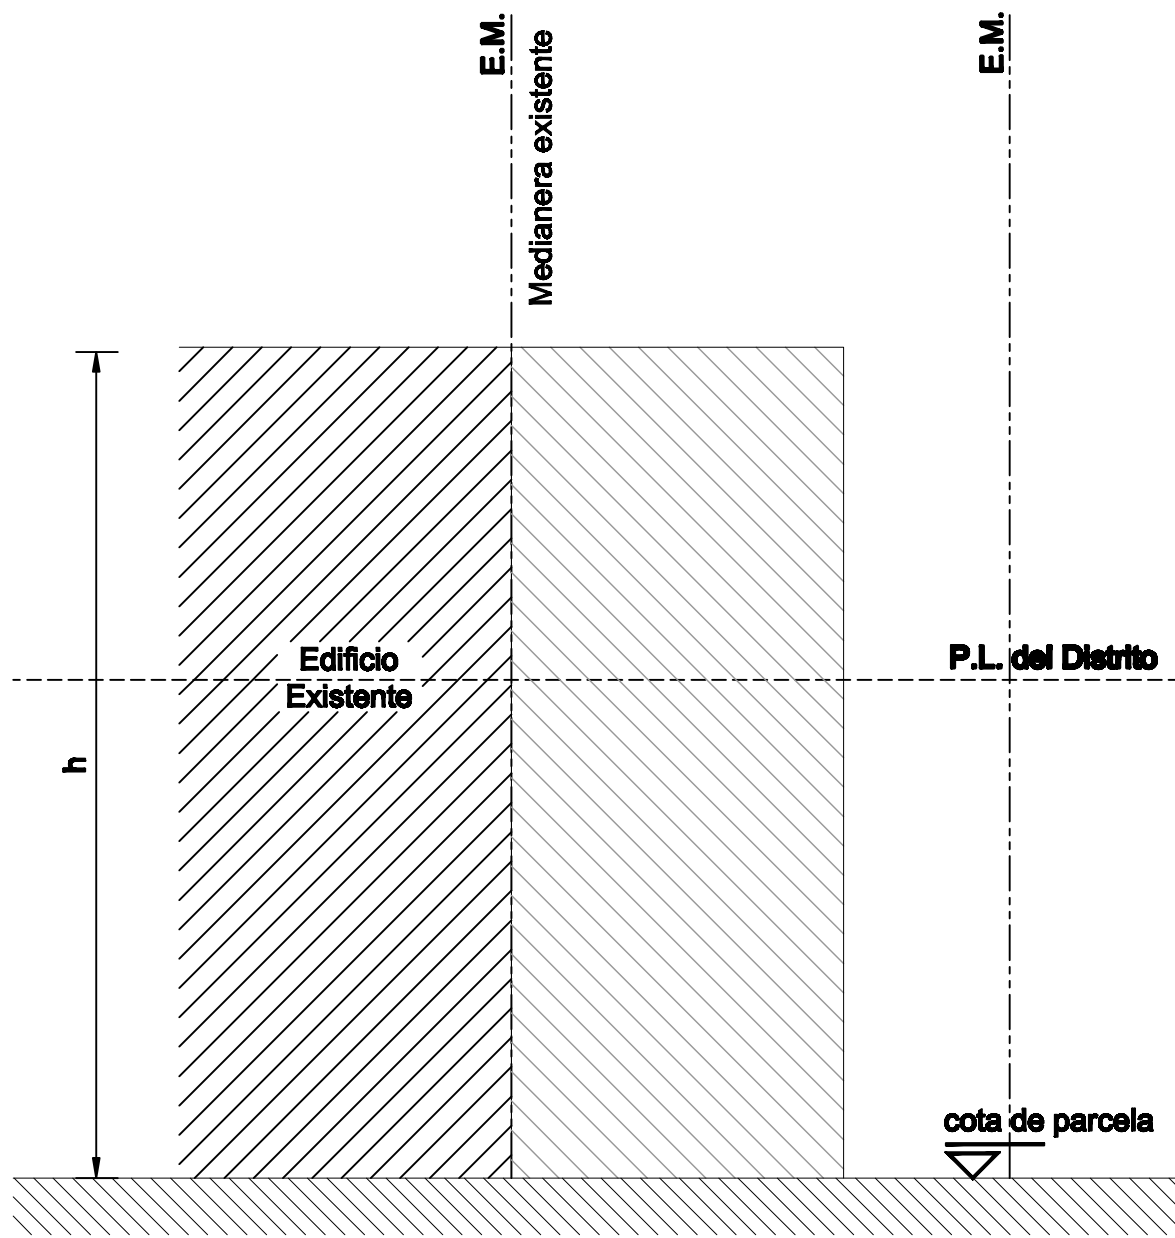 E.M.
Medianera existente
E.M.
Edificio
Existente
P.L. del Distrito
h
cota de parcela